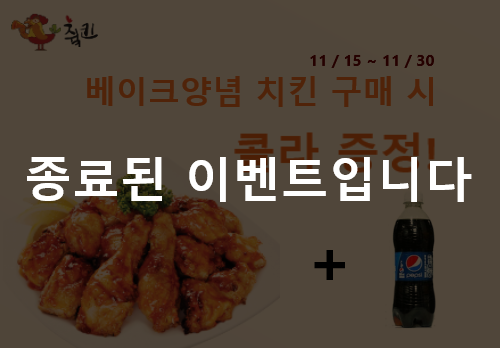 11 / 15 ~ 11 / 30
베이크양념 치킨 구매 시
콜라 증정!
종료된 이벤트입니다
+
pepsi